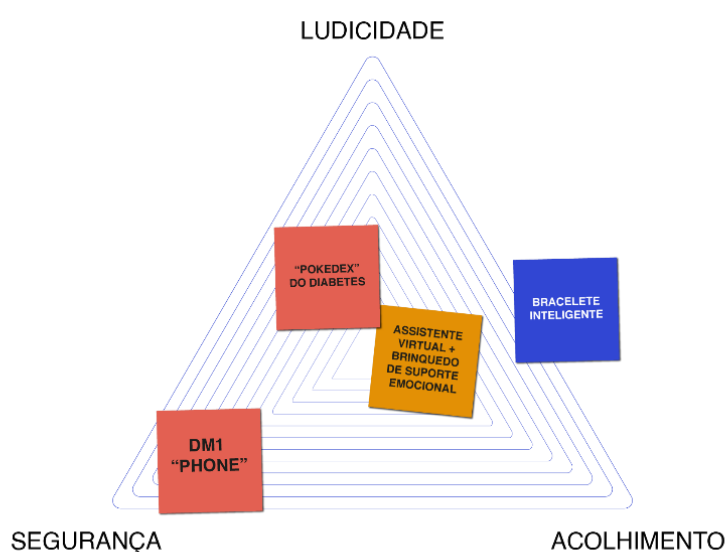 LUDICIDADE
"POKEDEX"
DO DIABETES
BRACELETE
INTELIGENTE
ASSISTENTE
VIRTUAL +
BRINQUEDO
DE SUPORTE
EMOCIONAL
DM1
"PHONE"
SEGURANÇA
ACOLHIMENTO